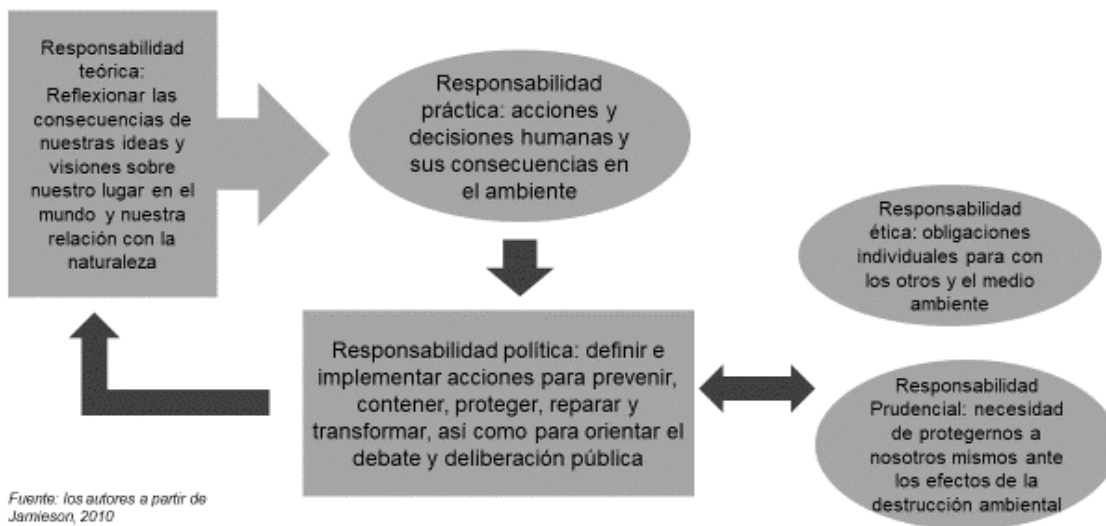 Responsabilidad
teórica:
Reflexionar las
consecuencias de
nuestras ideas y
visiones sobre
nuestro lugar en el
mundo y nuestra
relación con la
naturaleza
Responsabilidad
práctica: acciones y
decisiones humanas y
sus consecuencias en
el ambiente
Responsabilidad
ética: obligaciones
individuales para con
los otros y el medio
ambiente
Responsabilidad política: definir e
implementar acciones para prevenir,
contener, proteger, reparar y
transformar, así como para orientar el
debate y deliberación pública
Responsabilidad
Prudencial: necesidad
de protegernos a
nosotros mismos ante
los efectos de la
destrucción ambiental
Fuente: los autores a partir de
Jamieson, 2010